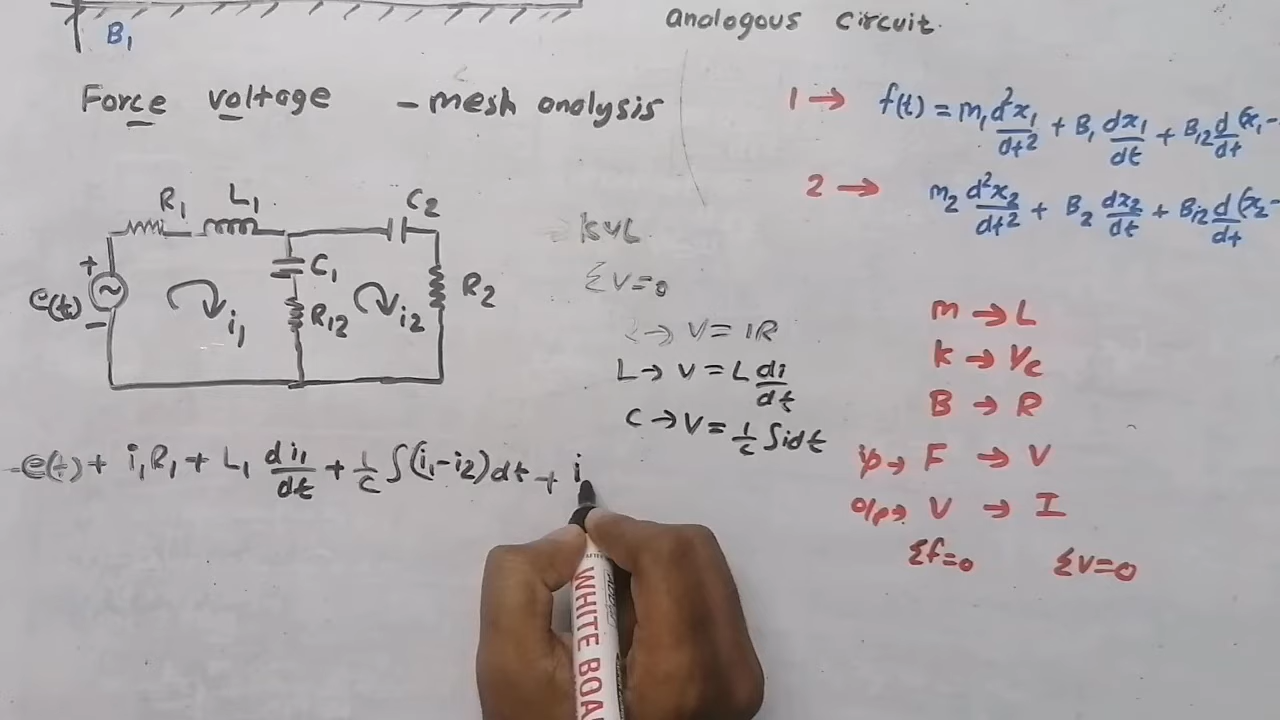 B₁
analogous circuit.
Force voltage - mesh analysis
1 → f(t) = m₁d²x₁/dt² + B₁ dx₁/dt + B₁₂ d/dt (x₁-
2 → m₂ d²x₂/dt² + B₂ dx₂/dt + B₁₂ d/dt (x₂-
R₁ L₁ C₂
+
e(t)
-
C₁
R₁₂
R₂
i₁ i₂
KVL
Σv=0
→ V = iR
L → V = L di/dt
C → V = 1/c ∫idt
m → L
K → 1/c
B → R
i/p → F → V
o/p → V → I
Σf=0 Σv=0
-e(t) + i₁R₁ + L₁ di₁/dt + 1/c ∫(i₁-i₂)dt + i
WHITE BOA